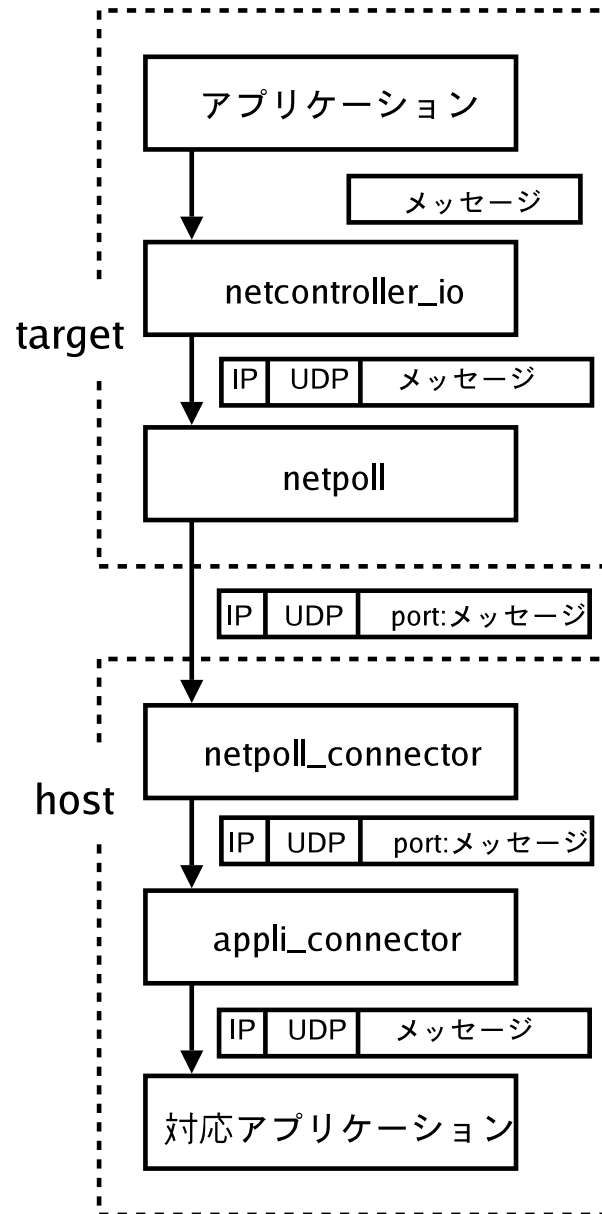 アプリケーション
メッセージ
netcontroller_io
target
IP UDP メッセージ
netpoll
IP UDP port:メッセージ
netpoll_connector
host
IP UDP port:メッセージ
appli_connector
IP UDP メッセージ
対応アプリケーション